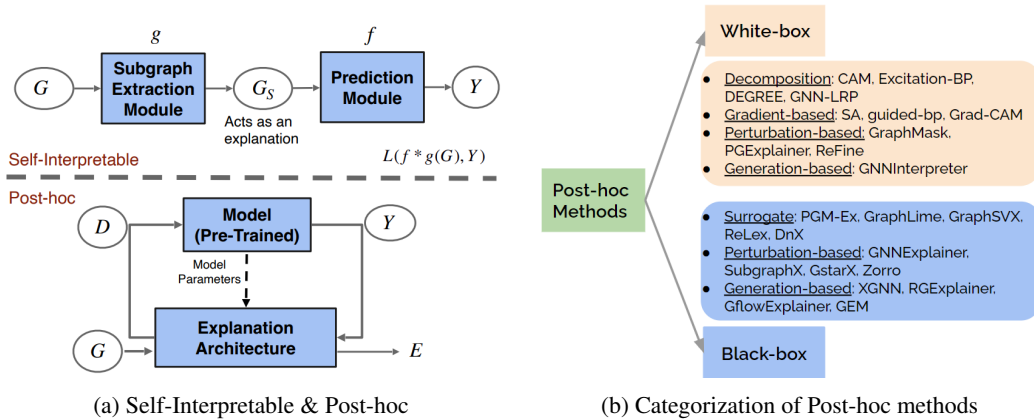 g
f
G
Subgraph
Extraction
Module
G_S
Prediction
Module
Y
Acts as an
explanation
Self-Interpretable
L(f * g(G), Y)
Post-hoc
D
Model
(Pre-Trained)
Y
Model
Parameters
G
Explanation
Architecture
E
(a) Self-Interpretable & Post-hoc
White-box
• Decomposition: CAM, Excitation-BP,
DEGREE, GNN-LRP
• Gradient-based: SA, guided-bp, Grad-CAM
• Perturbation-based: GraphMask,
PGExplainer, ReFine
• Generation-based: GNNInterpreter
Post-hoc
Methods
• Surrogate: PGM-Ex, GraphLime, GraphSVX,
ReLex, DnX
• Perturbation-based: GNNExplainer,
SubgraphX, GstarX, Zorro
• Generation-based: XGNN, RGExplainer,
GflowExplainer, GEM
Black-box
(b) Categorization of Post-hoc methods